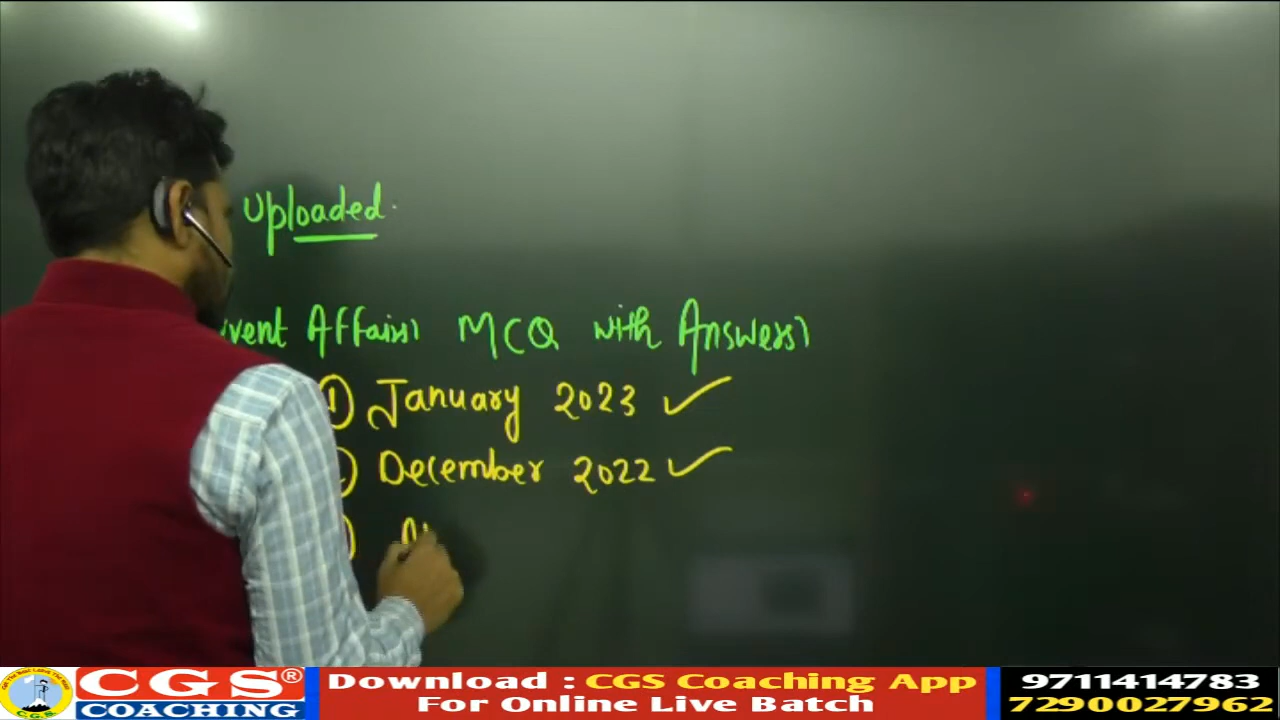 Uploaded.
Affairs MCQ with Answers
① January 2023 ✓
December 2022 ✓
CGS®
COACHING
C.G.S
Download : CGS Coaching App
For Online Live Batch
9711414783
7290027962